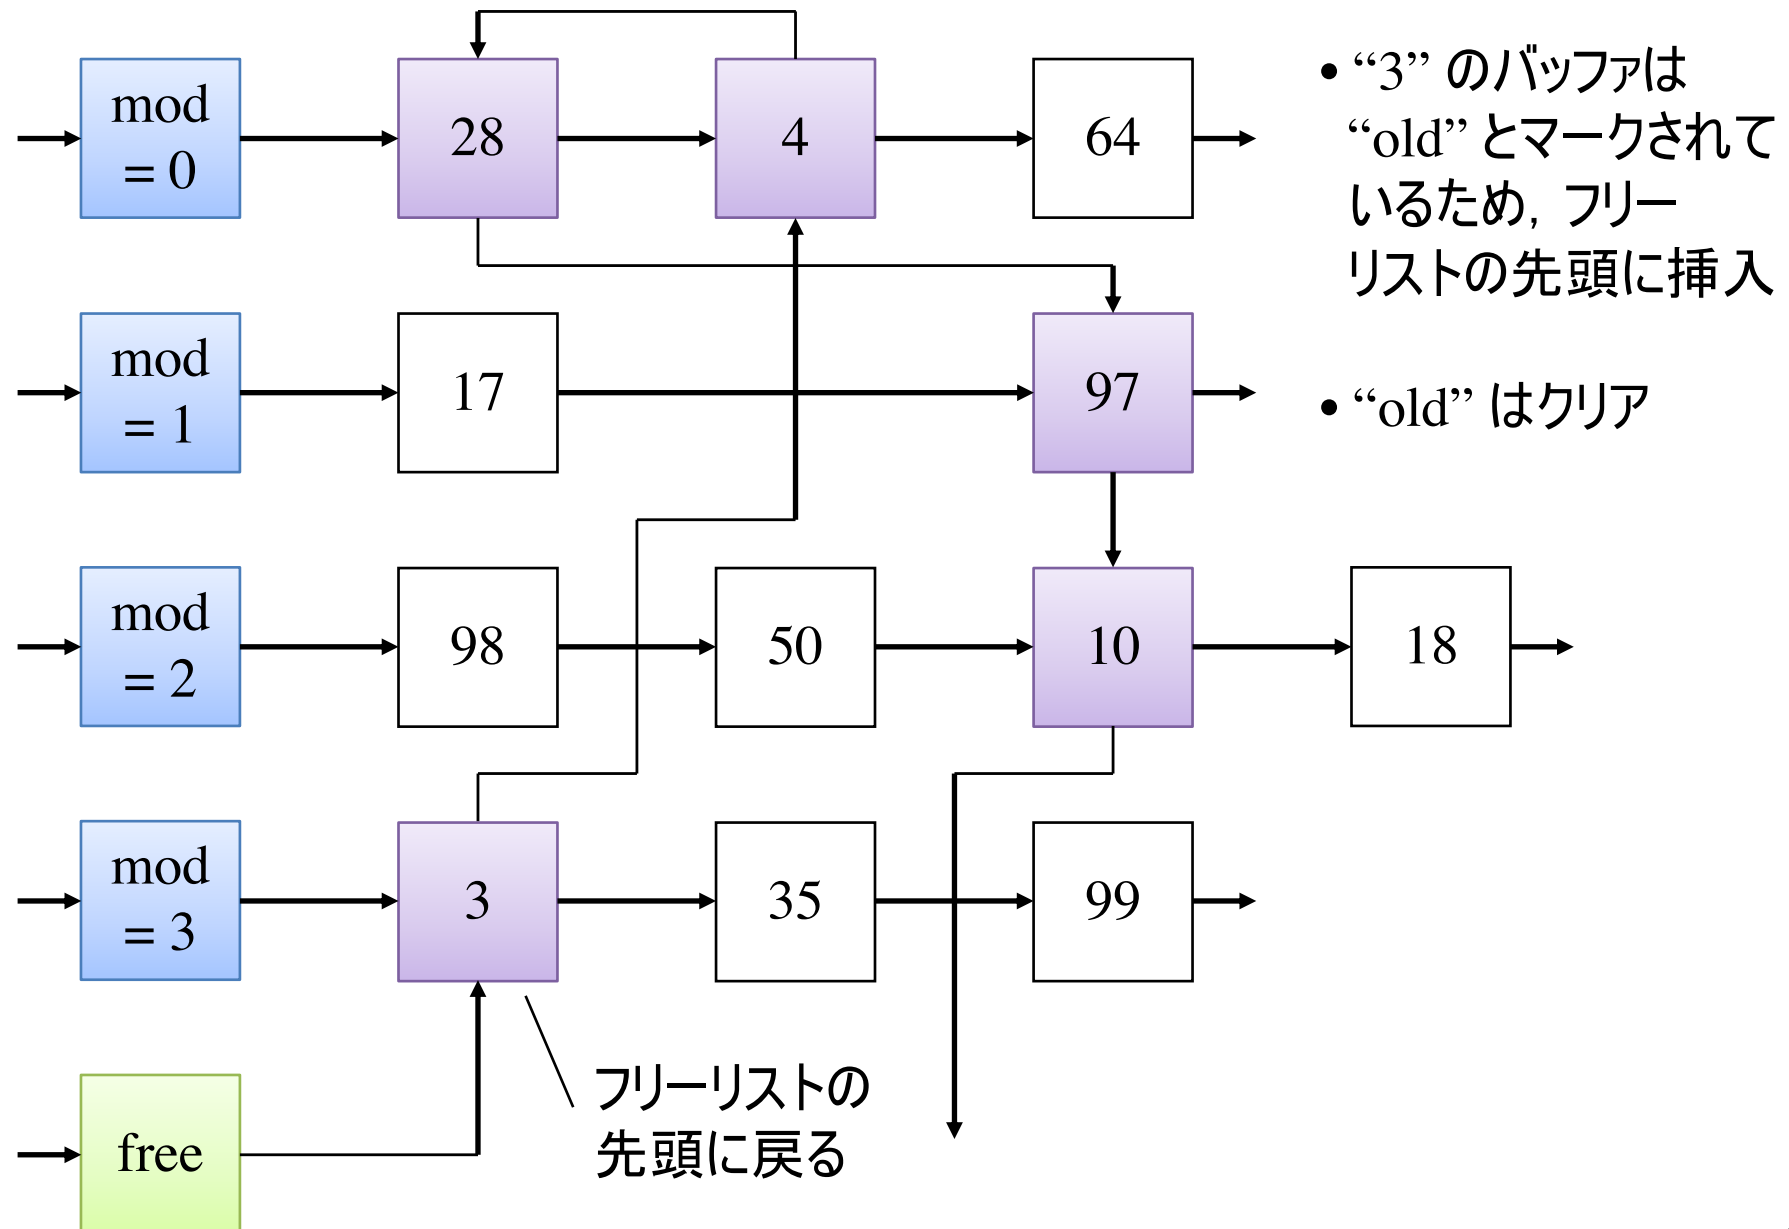 mod
= 0
28
4
64
mod
= 1
17
97
mod
= 2
98
50
10
18
mod
= 3
3
35
99
free
フリーリストの
先頭に戻る
• “3” のバッファは
“old” とマークされて
いるため, フリー
リストの先頭に挿入
• “old” はクリア